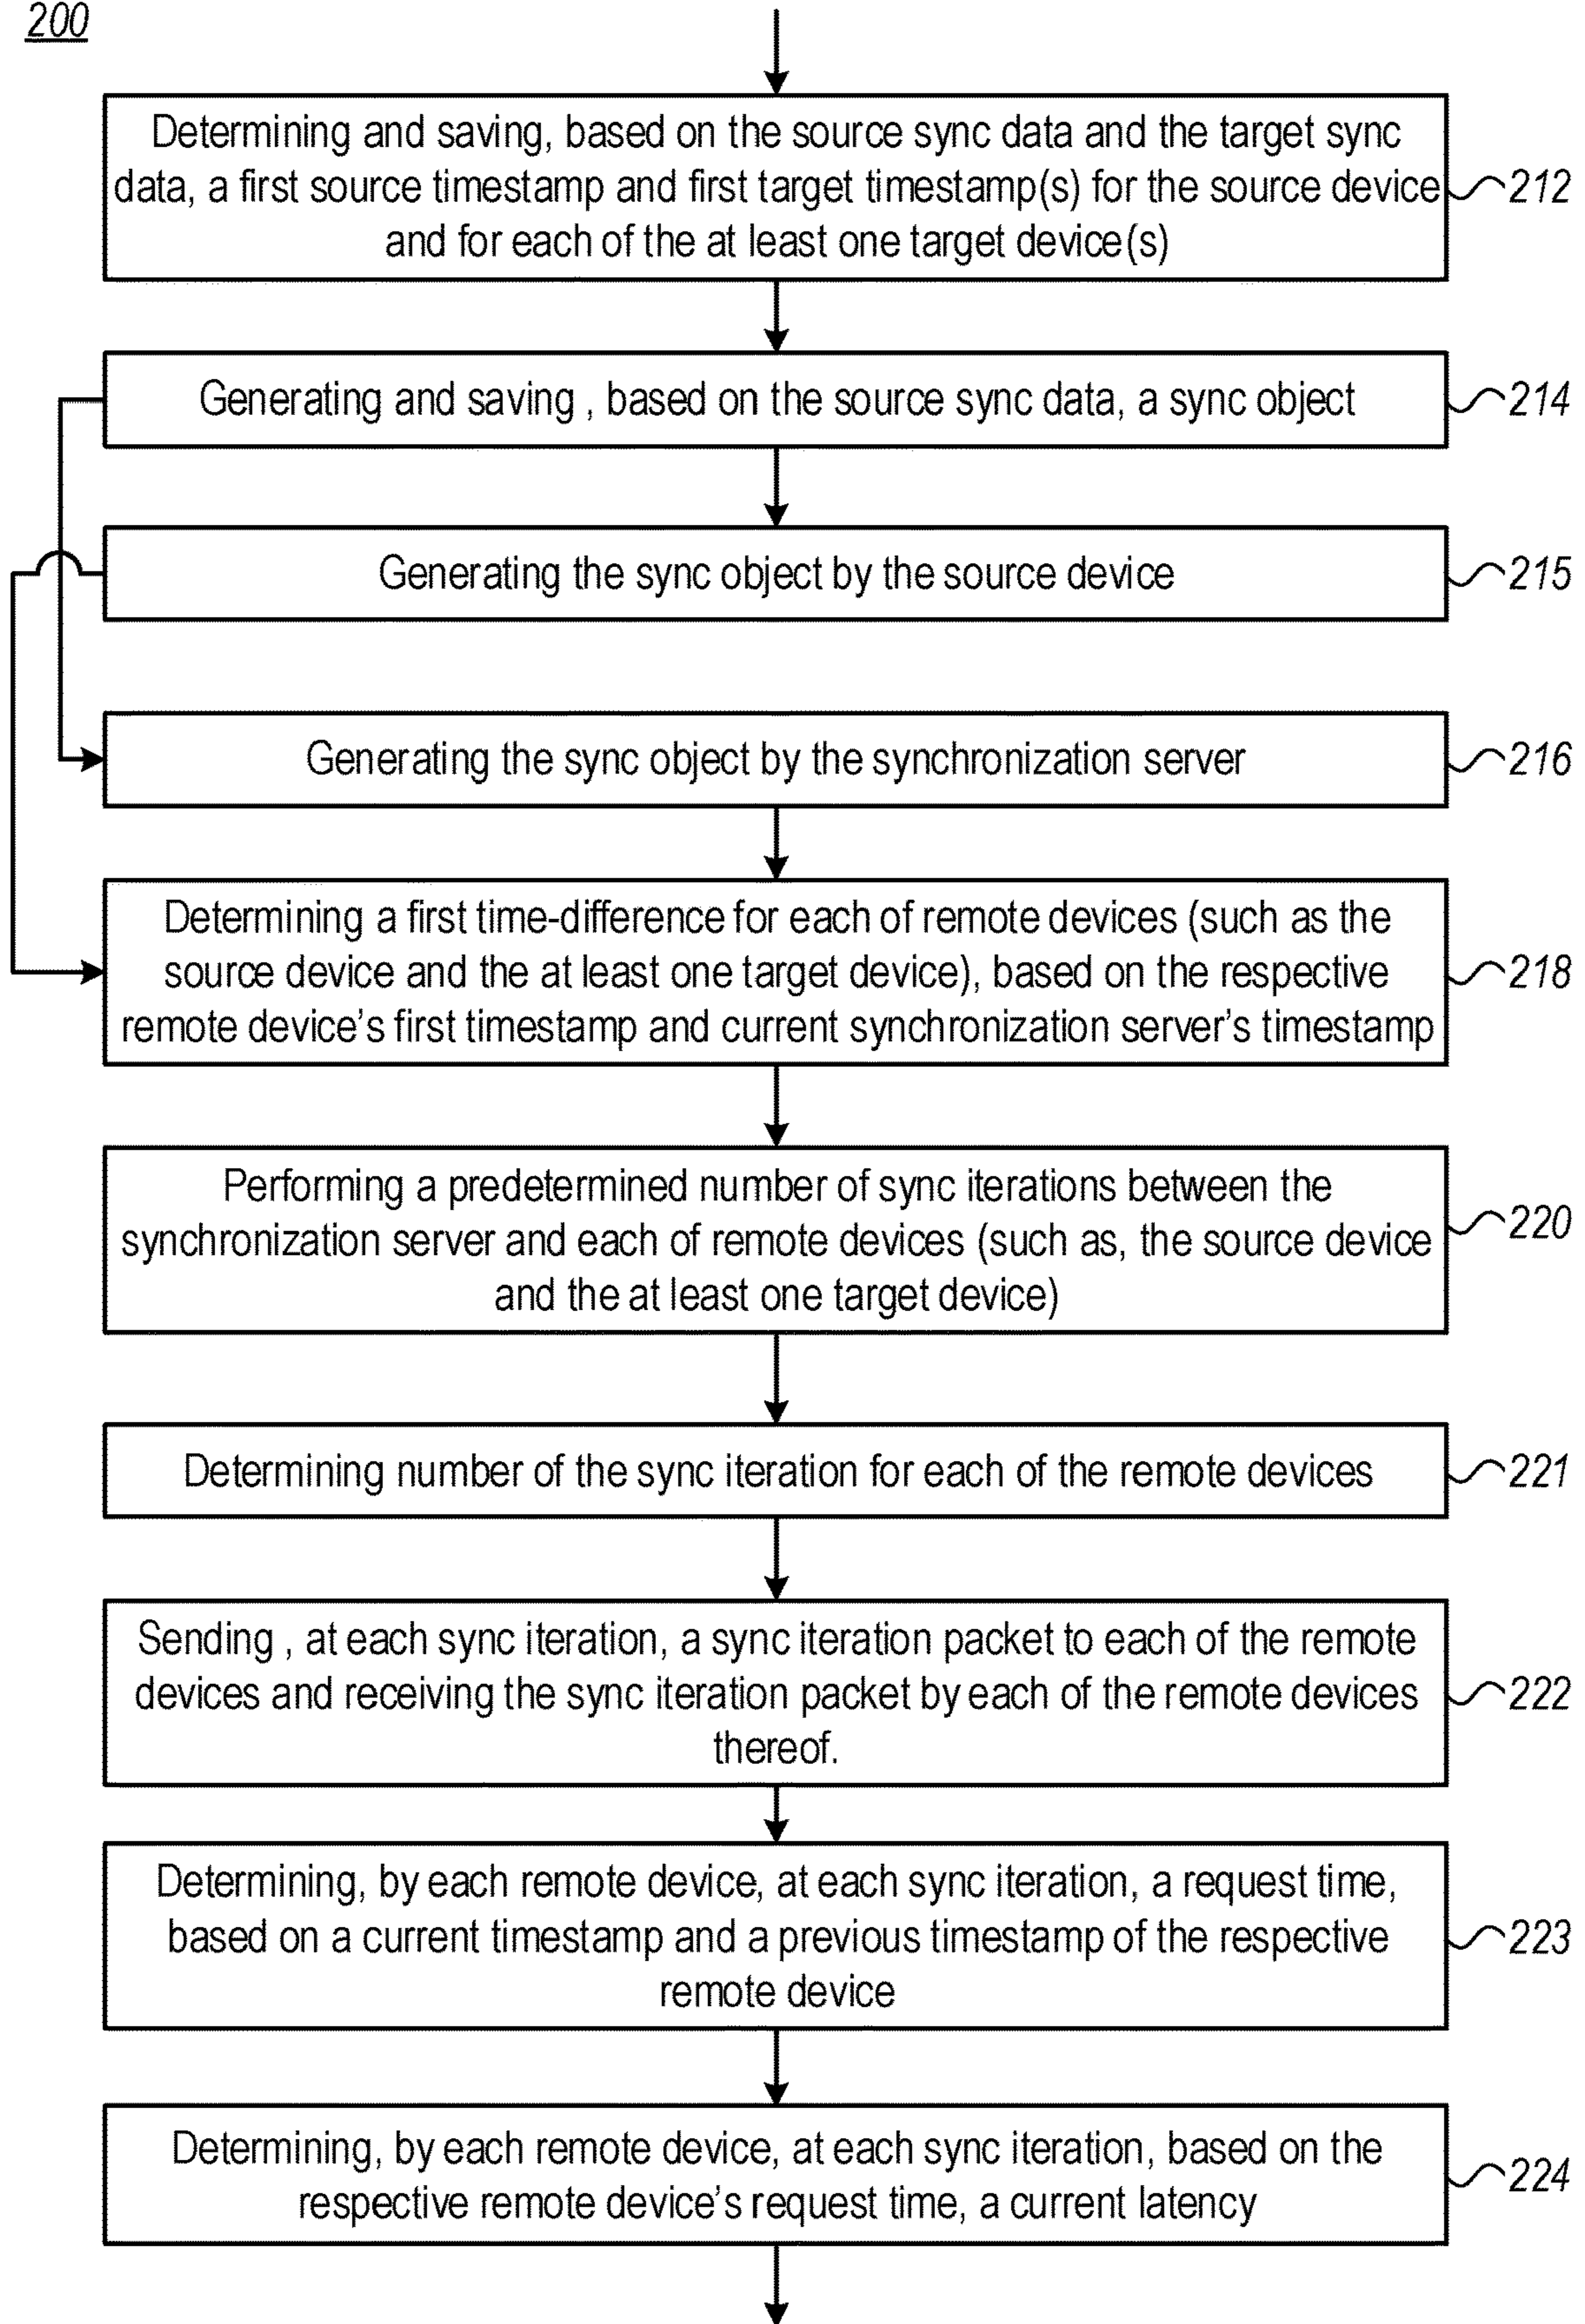 200
Determining and saving, based on the source sync data and the target sync
data, a first source timestamp and first target timestamp(s) for the source device
and for each of the at least one target device(s)
212
Generating and saving , based on the source sync data, a sync object
214
Generating the sync object by the source device
215
Generating the sync object by the synchronization server
216
Determining a first time-difference for each of remote devices (such as the
source device and the at least one target device), based on the respective
remote device's first timestamp and current synchronization server's timestamp
218
Performing a predetermined number of sync iterations between the
synchronization server and each of remote devices (such as, the source device
and the at least one target device)
220
Determining number of the sync iteration for each of the remote devices
221
Sending , at each sync iteration, a sync iteration packet to each of the remote
devices and receiving the sync iteration packet by each of the remote devices
thereof.
222
Determining, by each remote device, at each sync iteration, a request time,
based on a current timestamp and a previous timestamp of the respective
remote device
223
Determining, by each remote device, at each sync iteration, based on the
respective remote device's request time, a current latency
224